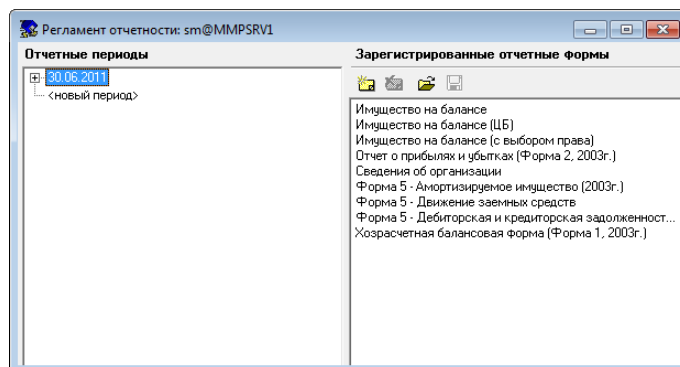 Регламент отчетности: sm@MMPSRV1
Отчетные периоды
Зарегистрированные отчетные формы
30.06.2011
<новый период>
Имущество на балансе
Имущество на балансе (ЦБ)
Имущество на балансе (с выбором права)
Отчет о прибылях и убытках (Форма 2, 2003г.)
Сведения об организации
Форма 5 - Амортизируемое имущество (2003г.)
Форма 5 - Движение заемных средств
Форма 5 - Дебиторская и кредиторская задолженност...
Хозрасчетная балансовая форма (Форма 1, 2003г.)